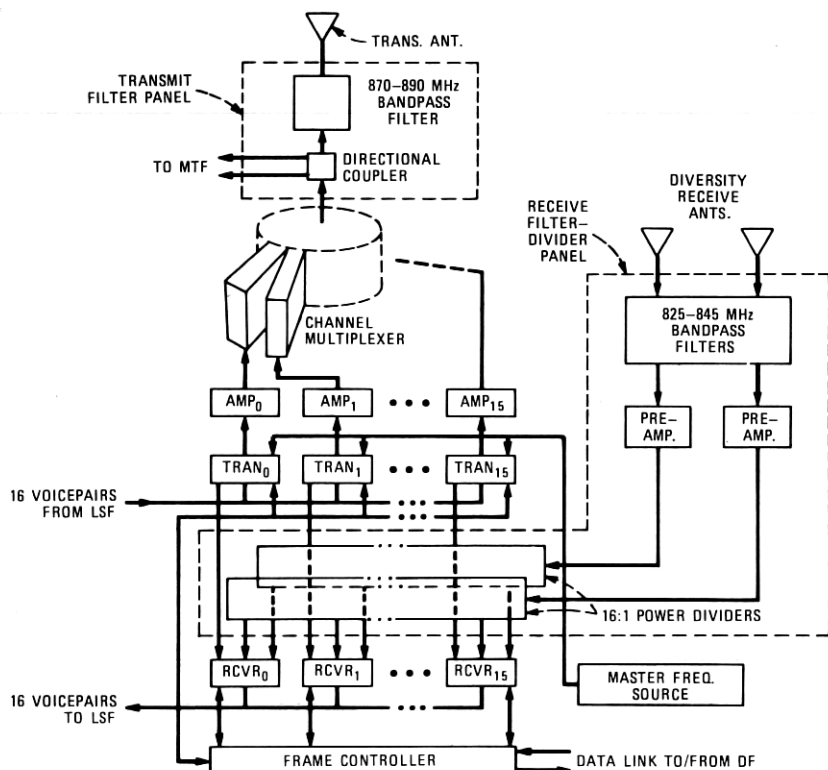 TRANS. ANT.
TRANSMIT
FILTER PANEL
870-890 MHz
BANDPASS
FILTER
TO MTF
DIRECTIONAL
COUPLER
RECEIVE
FILTER-
DIVIDER
PANEL
DIVERSITY
RECEIVE
ANTS.
825-845 MHz
BANDPASS
FILTERS
CHANNEL
MULTIPLEXER
AMP0
AMP1
AMP15
PRE-
AMP.
PRE-
AMP.
TRAN0
TRAN1
TRAN15
16 VOICEPAIRS
FROM LSF
16:1 POWER DIVIDERS
RCVR0
RCVR1
RCVR15
MASTER FREQ.
SOURCE
16 VOICEPAIRS
TO LSF
FRAME CONTROLLER
DATA LINK TO/FROM DF